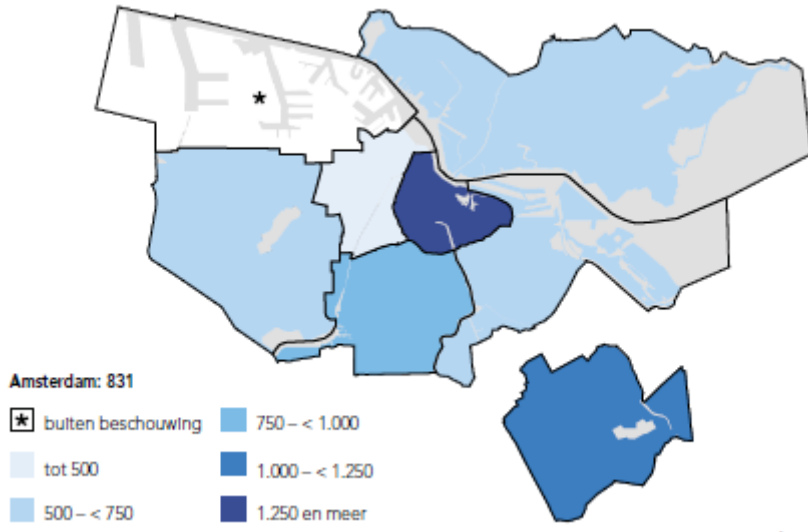 *
Amsterdam: 831
* buiten beschouwing
tot 500
500 – < 750
750 – < 1.000
1.000 – < 1.250
1.250 en meer